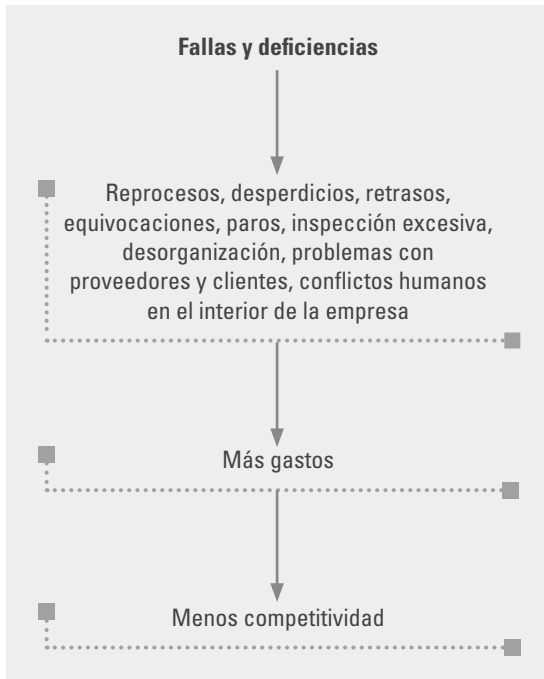 Fallas y deficiencias
Reprocesos, desperdicios, retrasos,
equivocaciones, paros, inspección excesiva,
desorganización, problemas con
proveedores y clientes, conflictos humanos
en el interior de la empresa
Más gastos
Menos competitividad